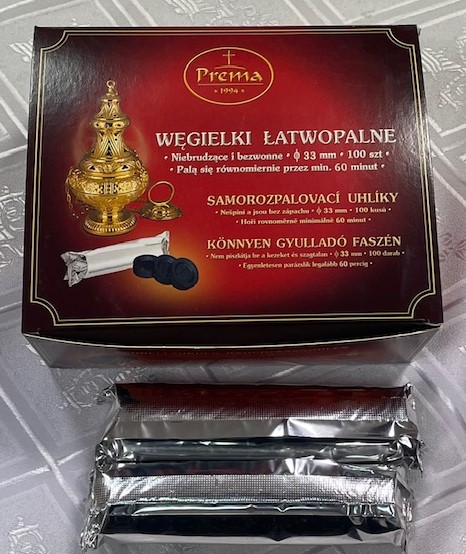 Prema
• 1994 •
WĘGIELKI ŁATWOPALNE
• Niebrudzące i bezwonne • ϕ 33 mm • 100 szt •
• Palą się równomiernie przez min. 60 minut •
SAMOROZPALOVACÍ UHLÍKY
• Nešpiní a jsou bez zápachu • ϕ 33 mm • 100 kusů •
• Hoří rovnoměrně minimálně 60 minut •
KÖNNYEN GYULLADÓ FASZÉN
• Nem piszkítja be a kezeket és szagtalan • ϕ 33 mm • 100 darab •
• Egyenletesen parázslik legalább 60 percig •